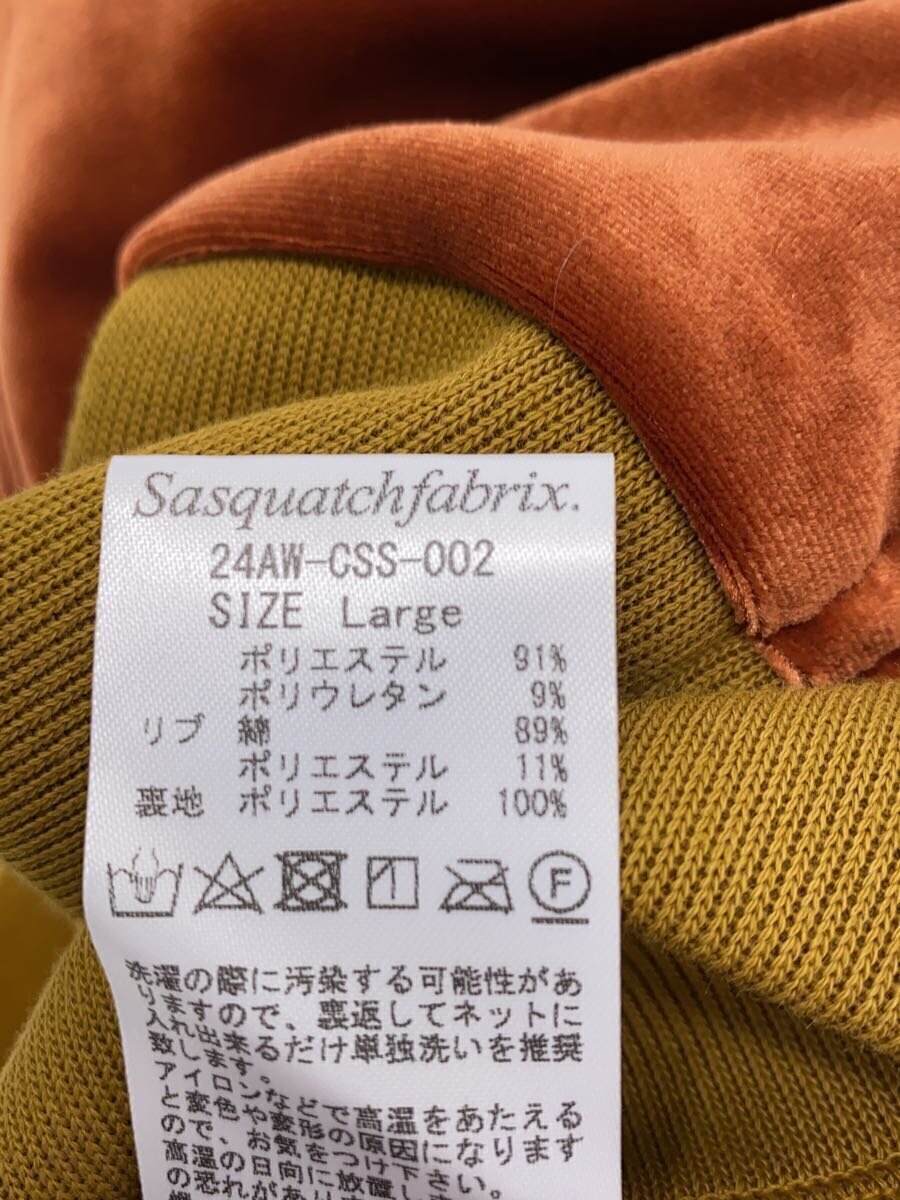 Sasquatchfabrix.
24AW-CSS-002
SIZE Large
ポリエステル 91%
ポリウレタン 9%
リブ 綿 89%
ポリエステル 11%
裏地 ポリエステル 100%
F
洗濯の際に汚染する可能性があ
りますので、裏返してネットに
入れ出来るだけ単独洗いを推奨
致します。
アイロンなどで高温をあたえる
と変色や変形の原因になります
ので、お気をつけ下さい。
高温の日向に放置し
の恐れがあり